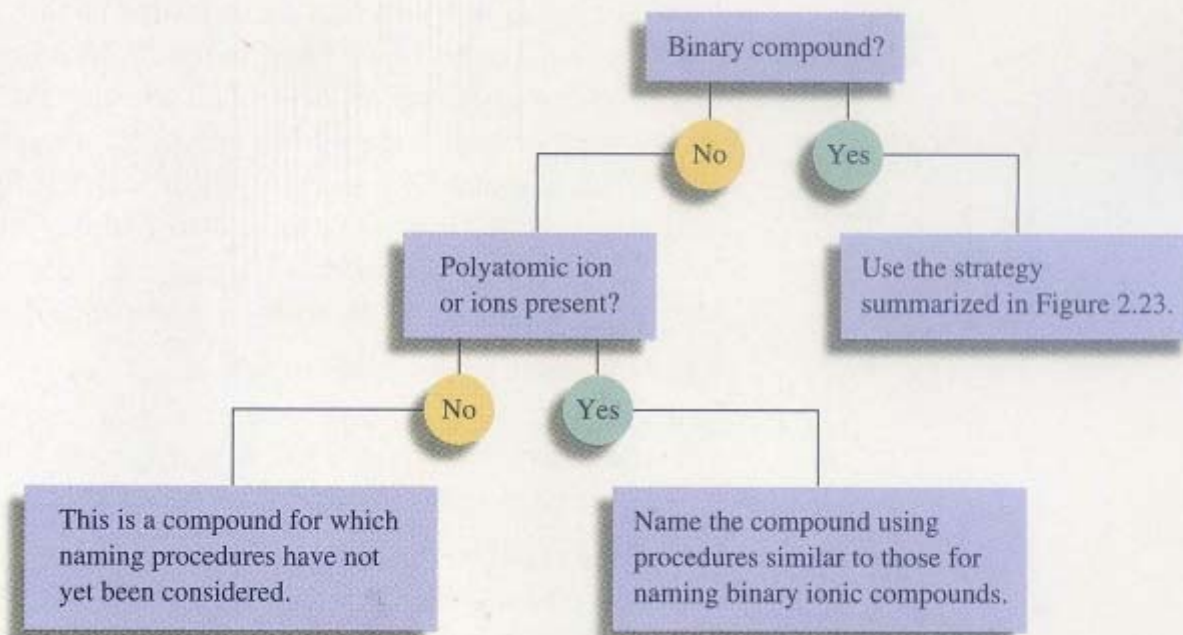 Binary compound?
No
Yes
Polyatomic ion
or ions present?
Use the strategy
summarized in Figure 2.23.
No
Yes
This is a compound for which
naming procedures have not
yet been considered.
Name the compound using
procedures similar to those for
naming binary ionic compounds.